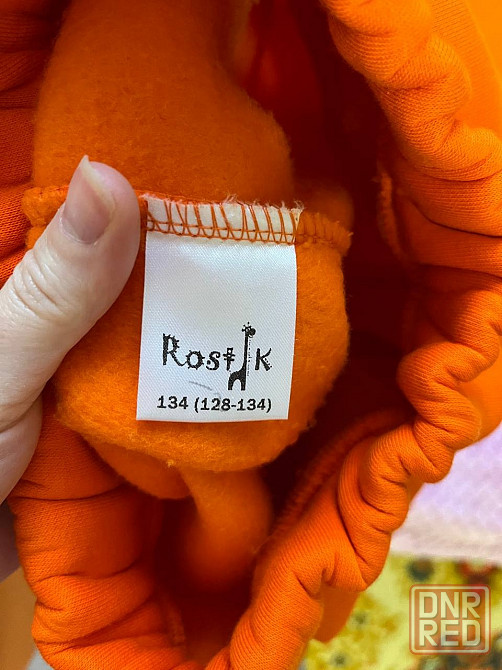 Rostik
134 (128-134)
DNR
RED